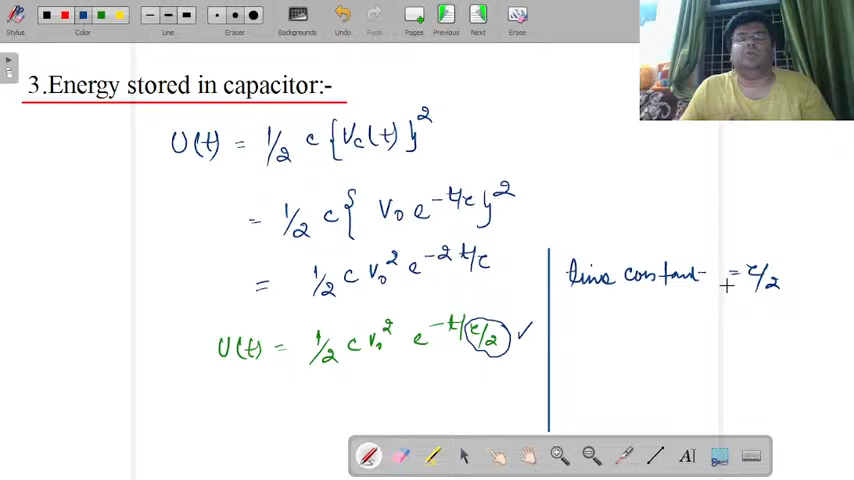 Stylus
Color
Line
Eraser
Backgrounds
Undo
Redo
Pages
Previous
Next
Erase
3.Energy stored in capacitor:-
U(t) = 1/2 c {Vc(t)}²
= 1/2 c { V0 e^-t/τ }²
= 1/2 c V0² e^-2t/τ
U(t) = 1/2 c V0² e^-t/(τ/2) ✓
time constant = τ/2